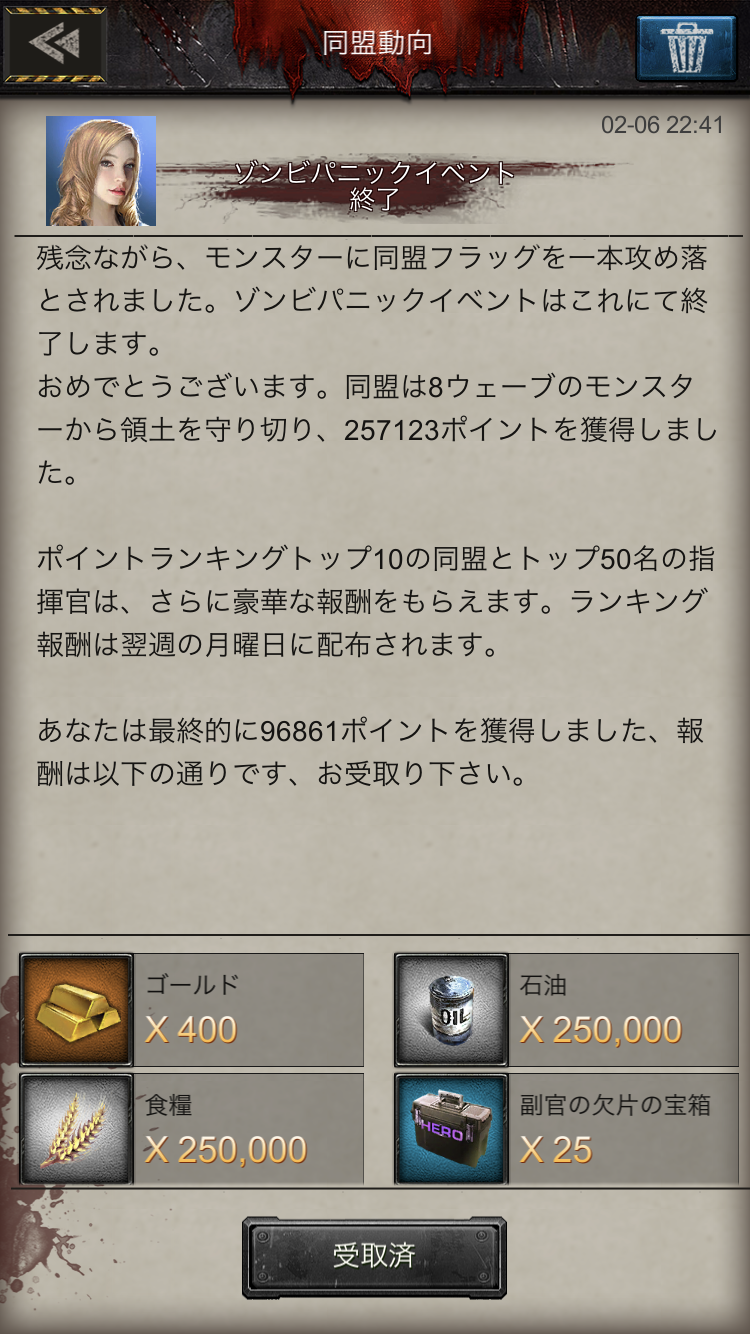 同盟動向
02-06 22:41
ゾンビパニックイベント
終了
残念ながら、モンスターに同盟フラッグを一本攻め落
とされました。ゾンビパニックイベントはこれにて終
了します。
おめでとうございます。同盟は8ウェーブのモンスタ
ーから領土を守り切り、257123ポイントを獲得しまし
た。
ポイントランキングトップ10の同盟とトップ50名の指
揮官は、さらに豪華な報酬をもらえます。ランキング
報酬は翌週の月曜日に配布されます。
あなたは最終的に96861ポイントを獲得しました、報
酬は以下の通りです、お受取り下さい。
ゴールド
X 400
OIL
石油
X 250,000
食糧
X 250,000
HERO
副官の欠片の宝箱
X 25
受取済